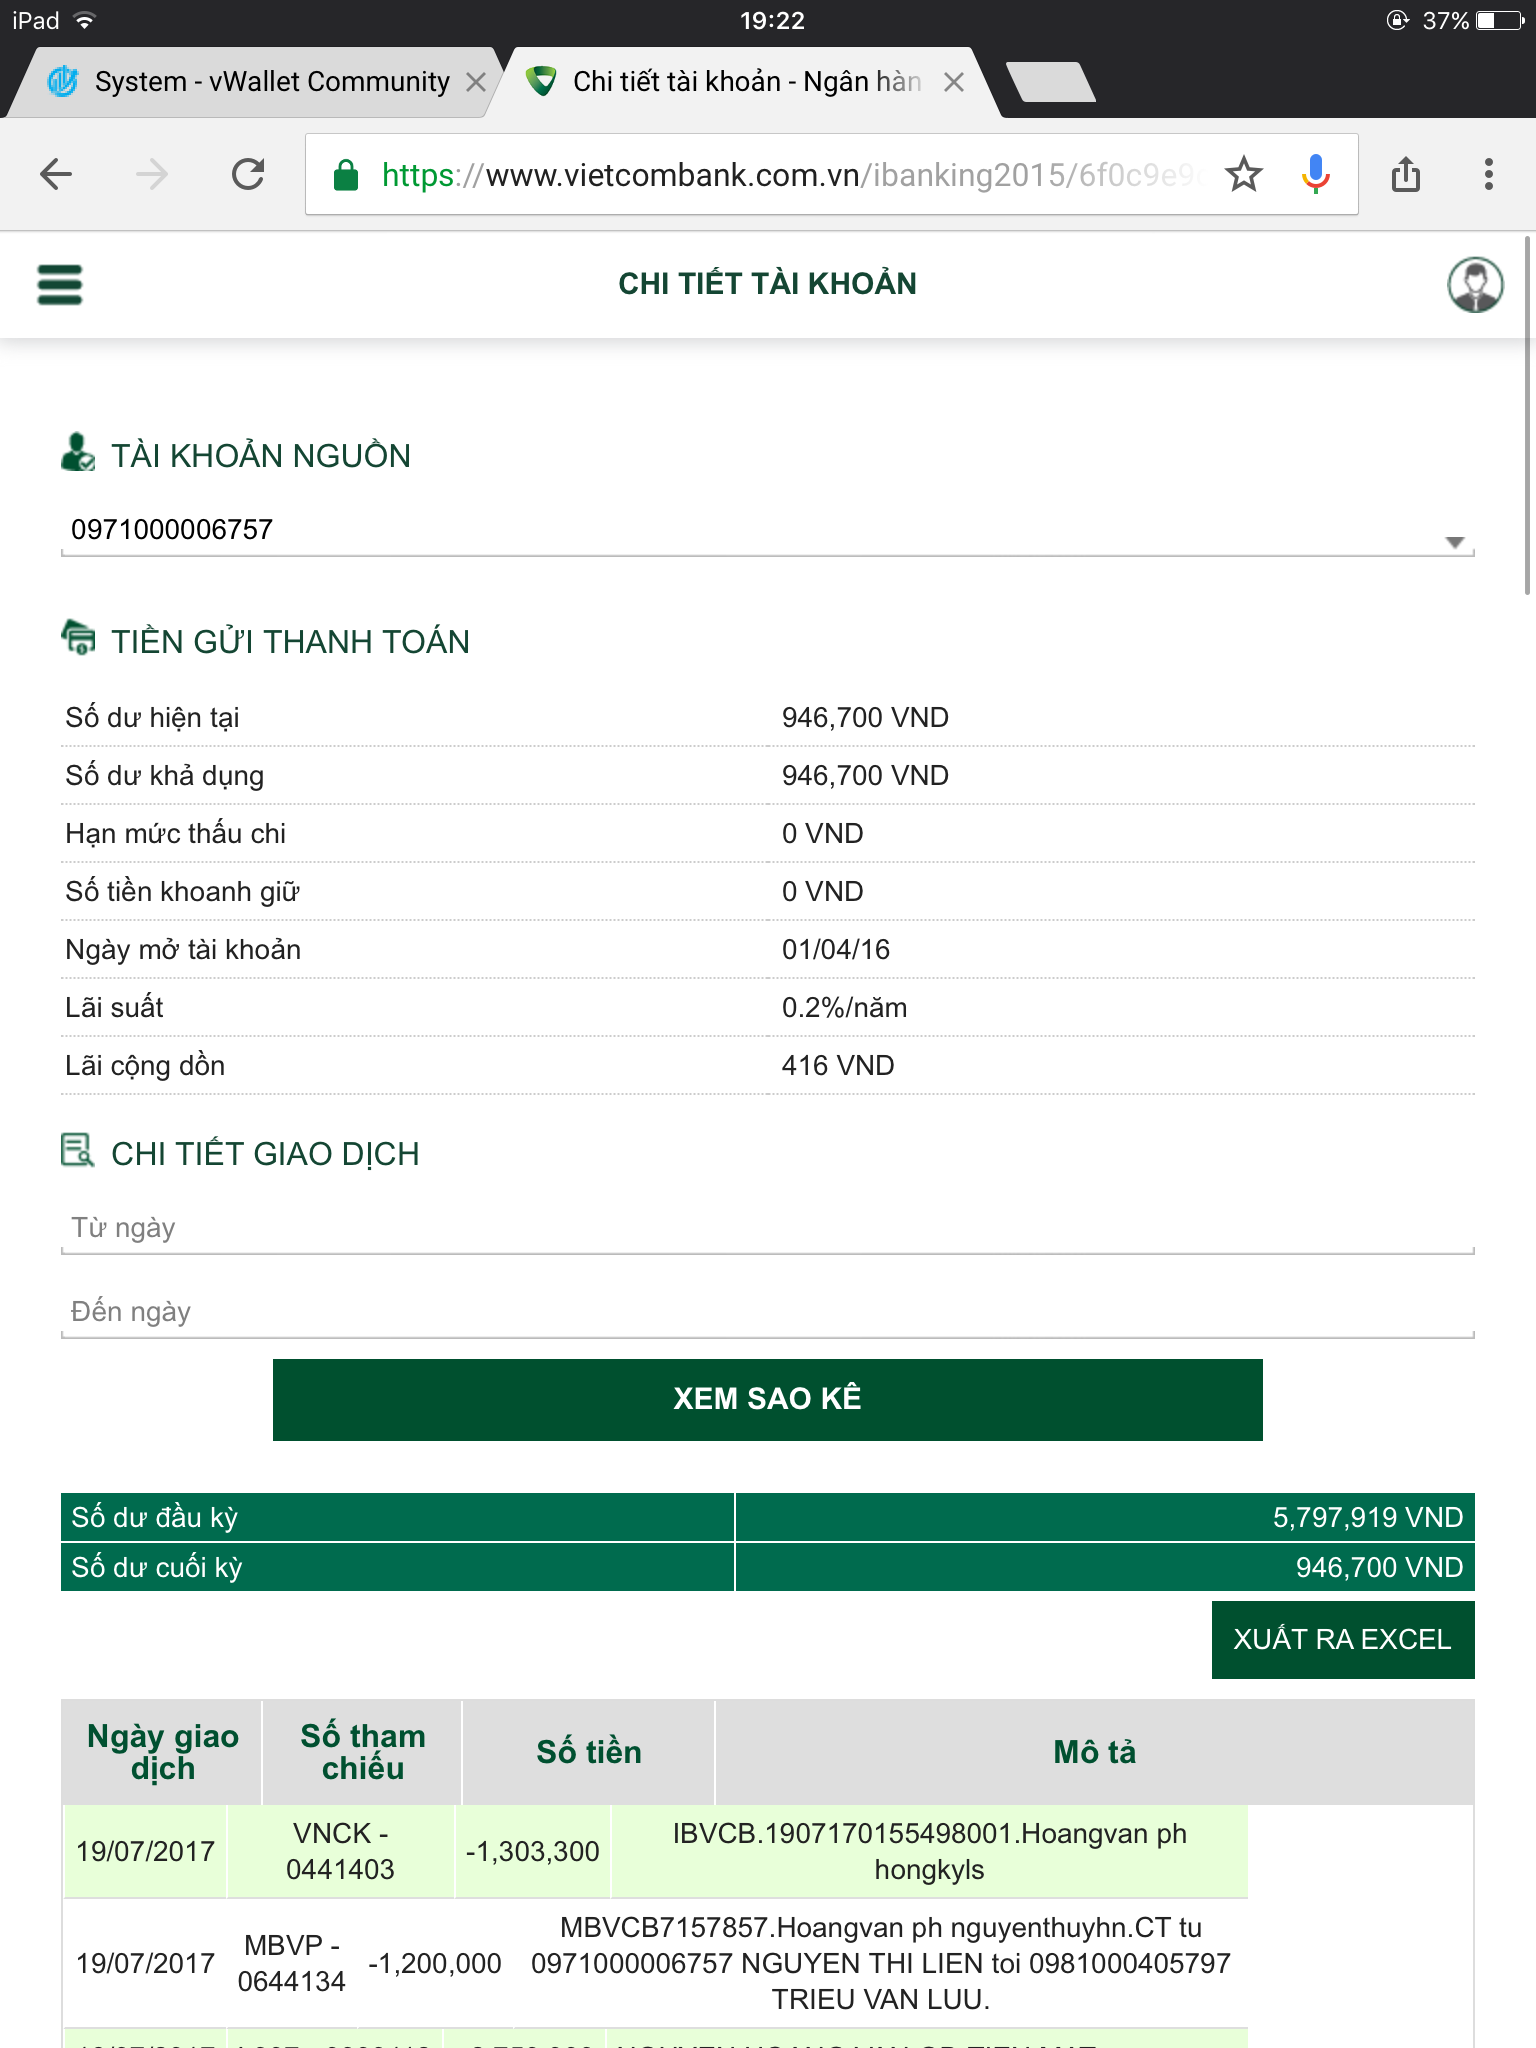 iPad
19:22
37%
System - vWallet Community
Chi tiết tài khoản - Ngân hàn
https://www.vietcombank.com.vn/ibanking2015/6f0c9e9c
CHI TIẾT TÀI KHOẢN
TÀI KHOẢN NGUỒN
0971000006757
TIỀN GỬI THANH TOÁN
Số dư hiện tại 946,700 VND
Số dư khả dụng 946,700 VND
Hạn mức thấu chi 0 VND
Số tiền khoanh giữ 0 VND
Ngày mở tài khoản 01/04/16
Lãi suất 0.2%/năm
Lãi cộng dồn 416 VND
CHI TIẾT GIAO DỊCH
Từ ngày
Đến ngày
XEM SAO KÊ
Số dư đầu kỳ 5,797,919 VND
Số dư cuối kỳ 946,700 VND
XUẤT RA EXCEL
Ngày giao dịch
Số tham chiếu
Số tiền
Mô tả
19/07/2017
VNCK -
0441403
-1,303,300
IBVCB.1907170155498001.Hoangvan ph
hongkyls
19/07/2017
MBVP -
0644134
-1,200,000
MBVCB7157857.Hoangvan ph nguyenthuyhn.CT tu
0971000006757 NGUYEN THI LIEN toi 0981000405797
TRIEU VAN LUU.